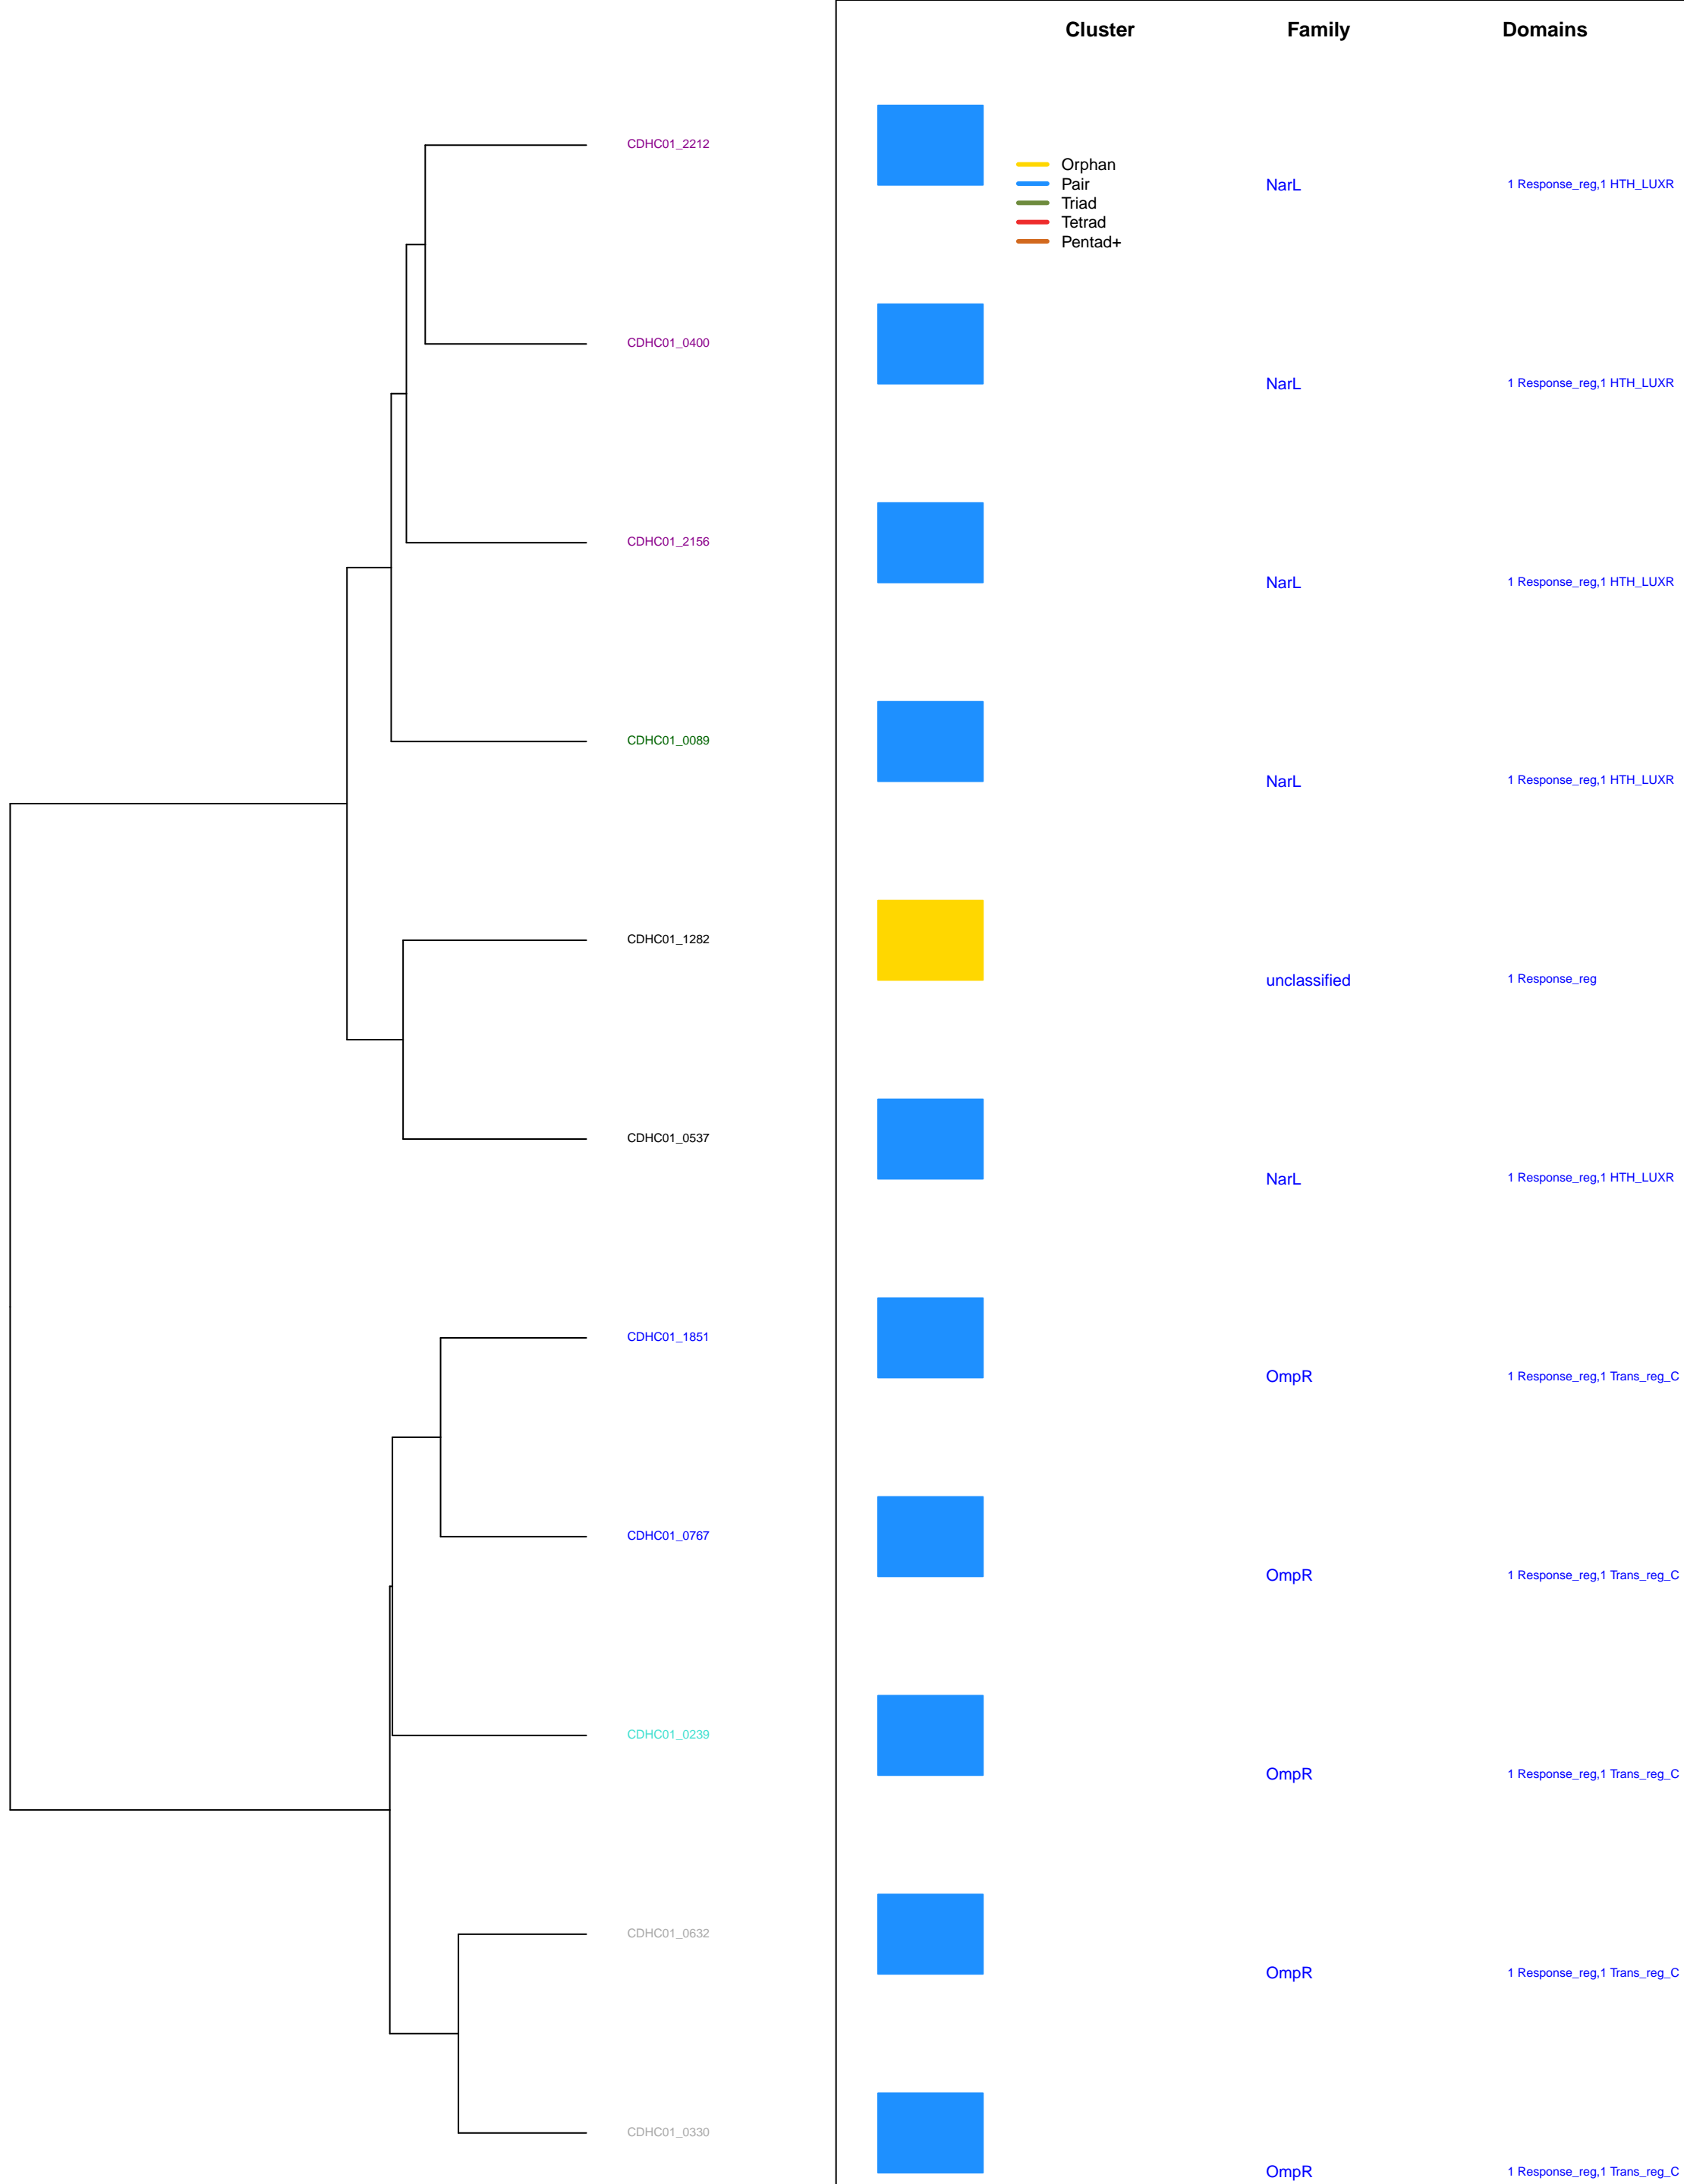 Cluster Family Domains
CDHC01_2212
Orphan
Pair
NarL 1 Response_reg,1 HTH_LUXR
Triad
Tetrad
Pentad+
CDHC01_0400
NarL 1 Response_reg,1 HTH_LUXR
CDHC01_2156
NarL 1 Response_reg,1 HTH_LUXR
CDHC01_0089
NarL 1 Response_reg,1 HTH_LUXR
CDHC01_1282
unclassified 1 Response_reg
CDHC01_0537
NarL 1 Response_reg,1 HTH_LUXR
CDHC01_1851
OmpR 1 Response_reg,1 Trans_reg_C
CDHC01_0767
OmpR 1 Response_reg,1 Trans_reg_C
CDHC01_0239
OmpR 1 Response_reg,1 Trans_reg_C
CDHC01_0632
OmpR 1 Response_reg,1 Trans_reg_C
CDHC01_0330
OmpR 1 Response_reg,1 Trans_reg_C